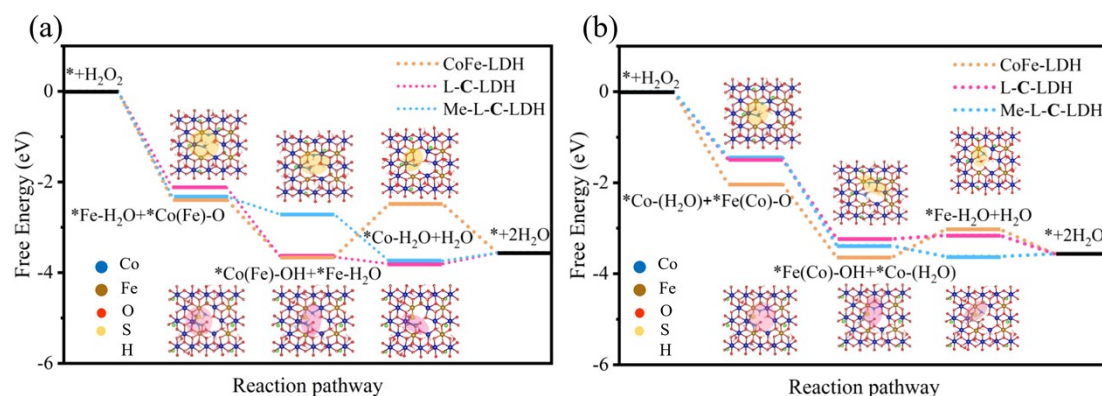 (a)
CoFe-LDH
L-C-LDH
Me-L-C-LDH
*+H₂O₂
0
-2
-4
-6
Free Energy (eV)
*Fe-H₂O+*Co(Fe)-O
*Co-H₂O+H₂O
*+2H₂O
*Co(Fe)-OH+*Fe-H₂O
Co
Fe
O
S
H
Reaction pathway
(b)
CoFe-LDH
L-C-LDH
Me-L-C-LDH
*+H₂O₂
0
-2
-4
-6
Free Energy (eV)
*Co-(H₂O)+*Fe(Co)-O
*Fe-H₂O+H₂O
*+2H₂O
*Fe(Co)-OH+*Co-(H₂O)
Co
Fe
O
S
H
Reaction pathway